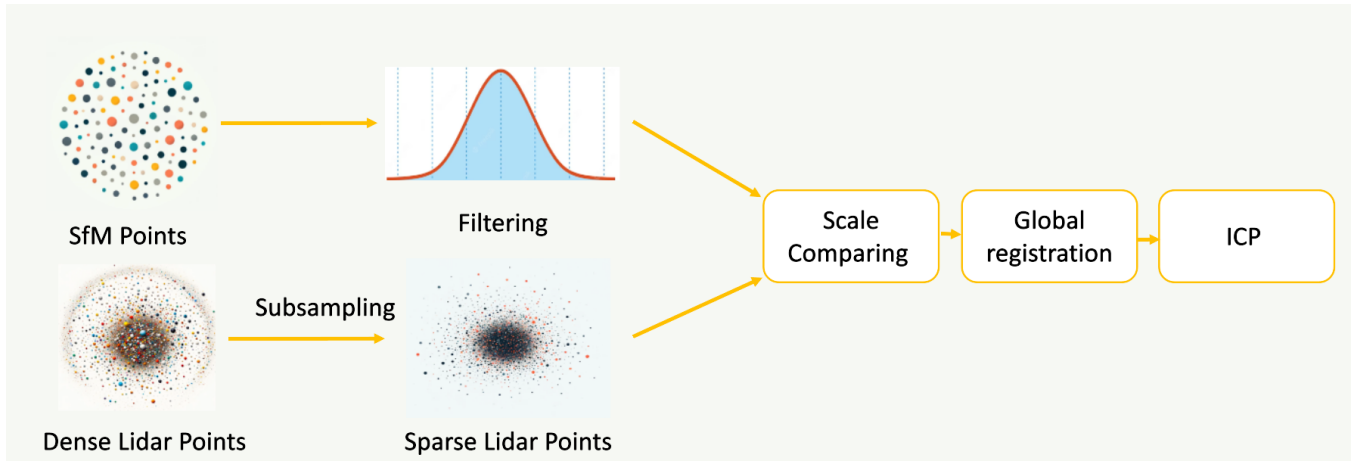 SfM Points
Filtering
Subsampling
Dense Lidar Points
Sparse Lidar Points
Scale
Comparing
Global
registration
ICP